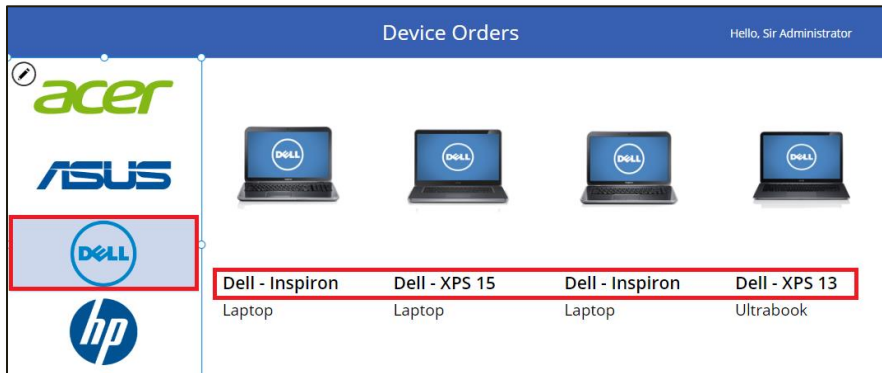 Device Orders
Hello, Sir Administrator
acer
ASUS
DELL
hp
DELL DELL DELL DELL
Dell - Inspiron Dell - XPS 15 Dell - Inspiron Dell - XPS 13
Laptop Laptop Laptop Ultrabook